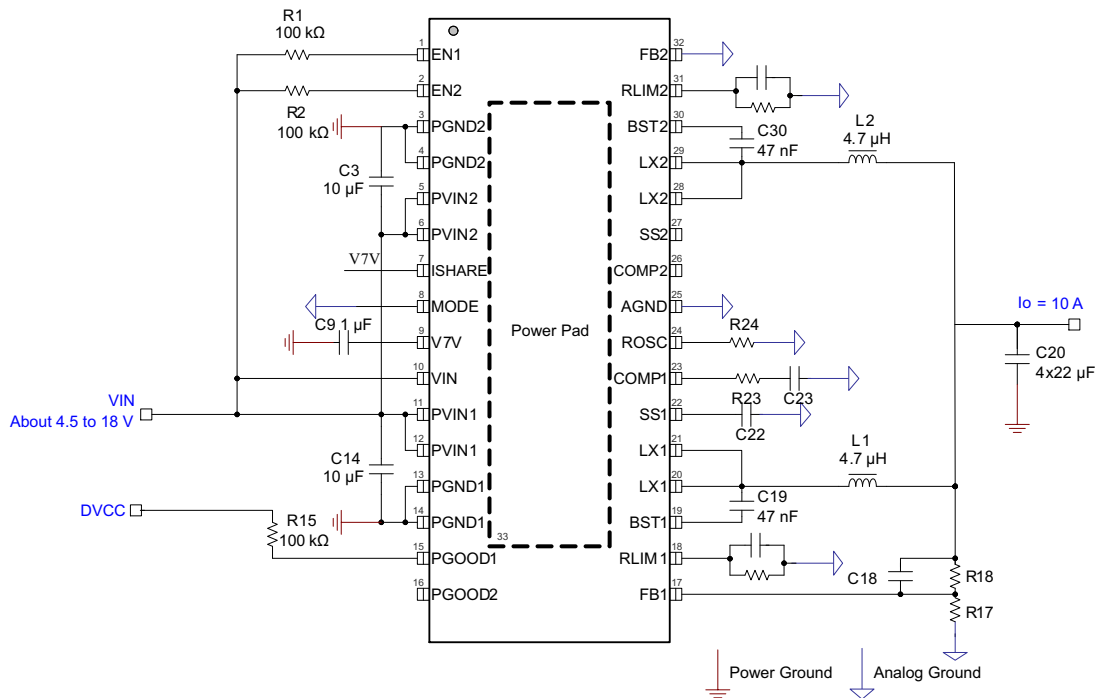 R1
100 kΩ
R2
100 kΩ
C3
10 µF
V7V
C9 1 µF
VIN
About 4.5 to 18 V
C14
10 µF
DVCC
R15
100 kΩ
1 EN1
2 EN2
3 PGND2
4 PGND2
5 PVIN2
6 PVIN2
7 ISHARE
8 MODE
9 V7V
10 VIN
11 PVIN1
12 PVIN1
13 PGND1
14 PGND1
15 PGOOD1
16 PGOOD2
Power Pad
33
FB2 32
RLIM2 31
BST2 30
LX2 29
LX2 28
SS2 27
COMP2 26
AGND 25
ROSC 24
COMP1 23
SS1 22
LX1 21
LX1 20
BST1 19
RLIM1 18
FB1 17
C30
47 nF
L2
4.7 µH
R24
R23
C23
C22
L1
4.7 µH
C19
47 nF
C18
R18
R17
Io = 10 A
C20
4x22 µF
Power Ground
Analog Ground